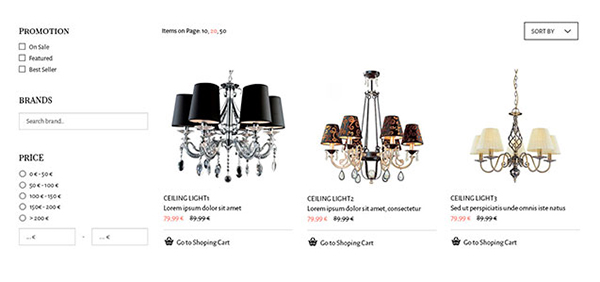 PROMOTION
On Sale
Featured
Best Seller
BRANDS
Search brand..
PRICE
0 € - 50 €
50 € - 100 €
100 € - 150 €
150€ - 200 €
> 200 €
... € - ... €
Items on Page: 10, 20, 50
SORT BY
CEILING LIGHT1
Lorem ipsum dolor sit amet
79,99 € 89,99 €
Go to Shoping Cart
CEILING LIGHT2
Lorem ipsum dolor sit amet, consectetur
79,99 € 89,99 €
Go to Shoping Cart
CEILING LIGHT3
Sed ut perspiciatis unde omnis iste natus
79,99 € 89,99 €
Go to Shoping Cart